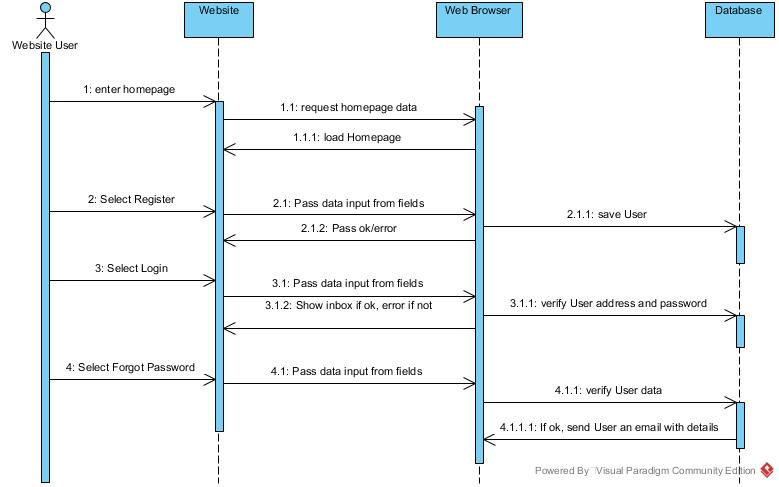 Website
Web Browser
Database
Website User
1: enter homepage
1.1: request homepage data
1.1.1: load Homepage
2: Select Register
2.1: Pass data input from fields
2.1.1: save User
2.1.2: Pass ok/error
3: Select Login
3.1: Pass data input from fields
3.1.2: Show inbox if ok, error if not
3.1.1: verify User address and password
4: Select Forgot Password
4.1: Pass data input from fields
4.1.1: verify User data
4.1.1.1: If ok, send User an email with details
Powered By Visual Paradigm Community Edition